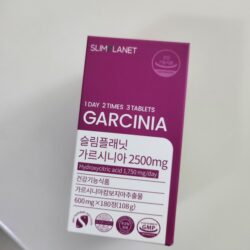 SLIM LANET
1 DAY 2 TIMES 3 TABLETS
GARCINIA
슬림플래닛
가르시니아 2500mg
Hydroxycitric acid 1,750 mg/day
건강기능식품
가르시니아캄보지아추출물
600 mg × 180정 (108 g)
GMP